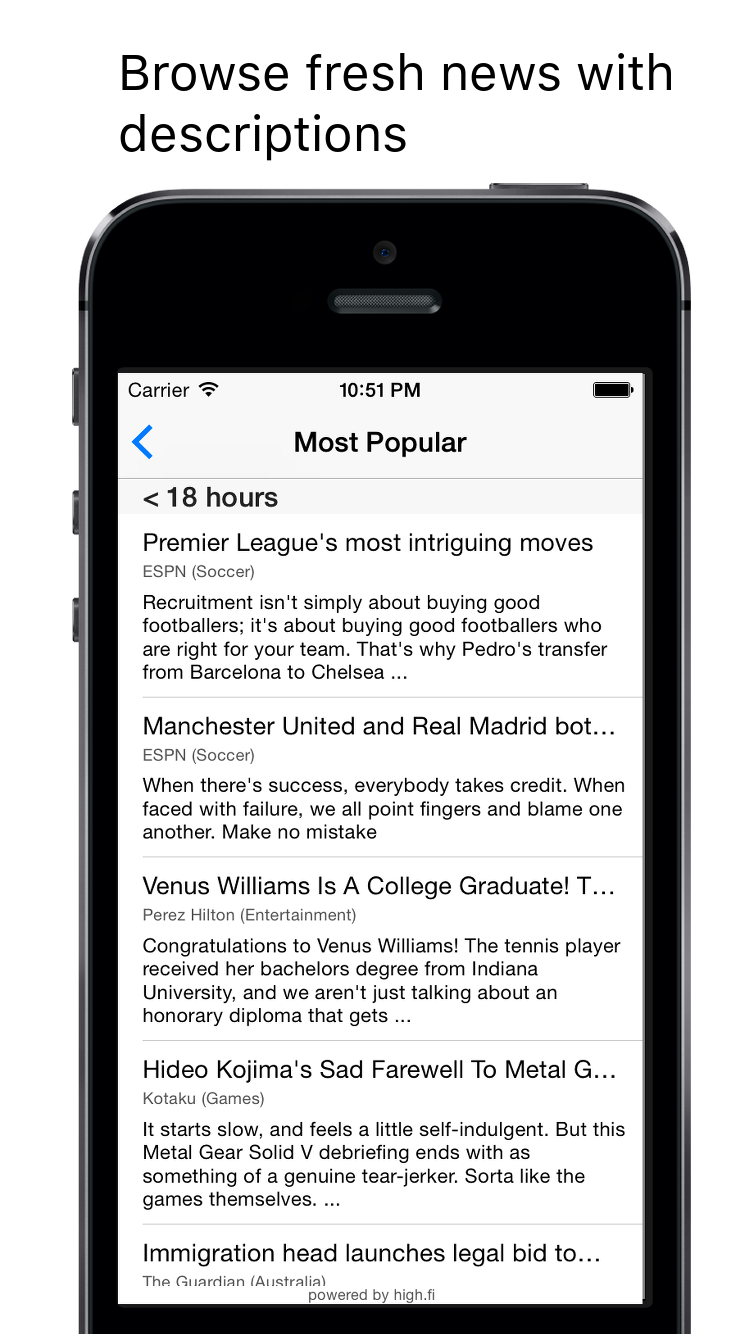 Browse fresh news with
descriptions
Carrier 10:51 PM
Most Popular
< 18 hours
Premier League's most intriguing moves
ESPN (Soccer)
Recruitment isn't simply about buying good
footballers; it's about buying good footballers who
are right for your team. That's why Pedro's transfer
from Barcelona to Chelsea ...
Manchester United and Real Madrid bot…
ESPN (Soccer)
When there's success, everybody takes credit. When
faced with failure, we all point fingers and blame one
another. Make no mistake
Venus Williams Is A College Graduate! T…
Perez Hilton (Entertainment)
Congratulations to Venus Williams! The tennis player
received her bachelors degree from Indiana
University, and we aren't just talking about an
honorary diploma that gets ...
Hideo Kojima's Sad Farewell To Metal G…
Kotaku (Games)
It starts slow, and feels a little self-indulgent. But this
Metal Gear Solid V debriefing ends with as
something of a genuine tear-jerker. Sorta like the
games themselves. ...
Immigration head launches legal bid to…
The Guardian (Australia)
powered by high.fi